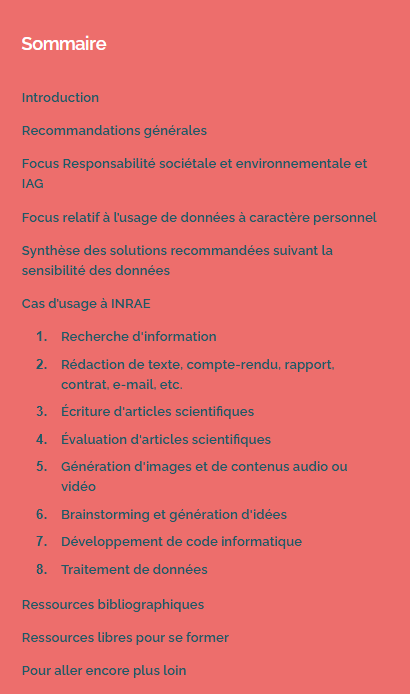 Sommaire
Introduction
Recommandations générales
Focus Responsabilité sociétale et environnementale et
IAG
Focus relatif à l'usage de données à caractère personnel
Synthèse des solutions recommandées suivant la
sensibilité des données
Cas d'usage à INRAE
1. Recherche d'information
2. Rédaction de texte, compte-rendu, rapport,
contrat, e-mail, etc.
3. Écriture d'articles scientifiques
4. Évaluation d'articles scientifiques
5. Génération d'images et de contenus audio ou
vidéo
6. Brainstorming et génération d'idées
7. Développement de code informatique
8. Traitement de données
Ressources bibliographiques
Ressources libres pour se former
Pour aller encore plus loin